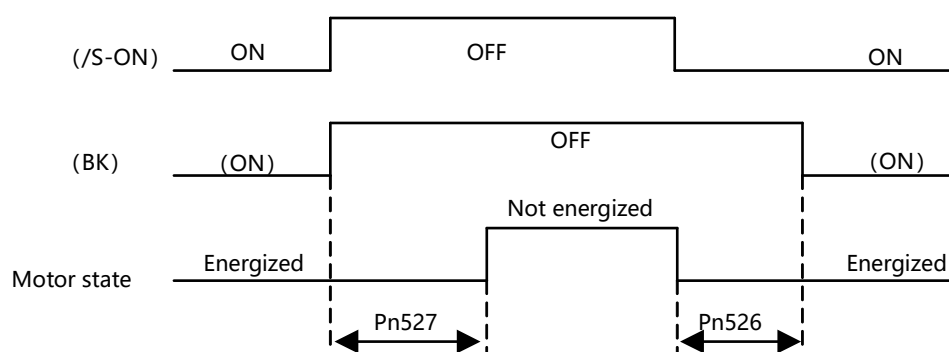 (/S-ON)
ON
OFF
ON
(BK)
(ON)
OFF
(ON)
Not energized
Motor state
Energized
Energized
Pn527
Pn526